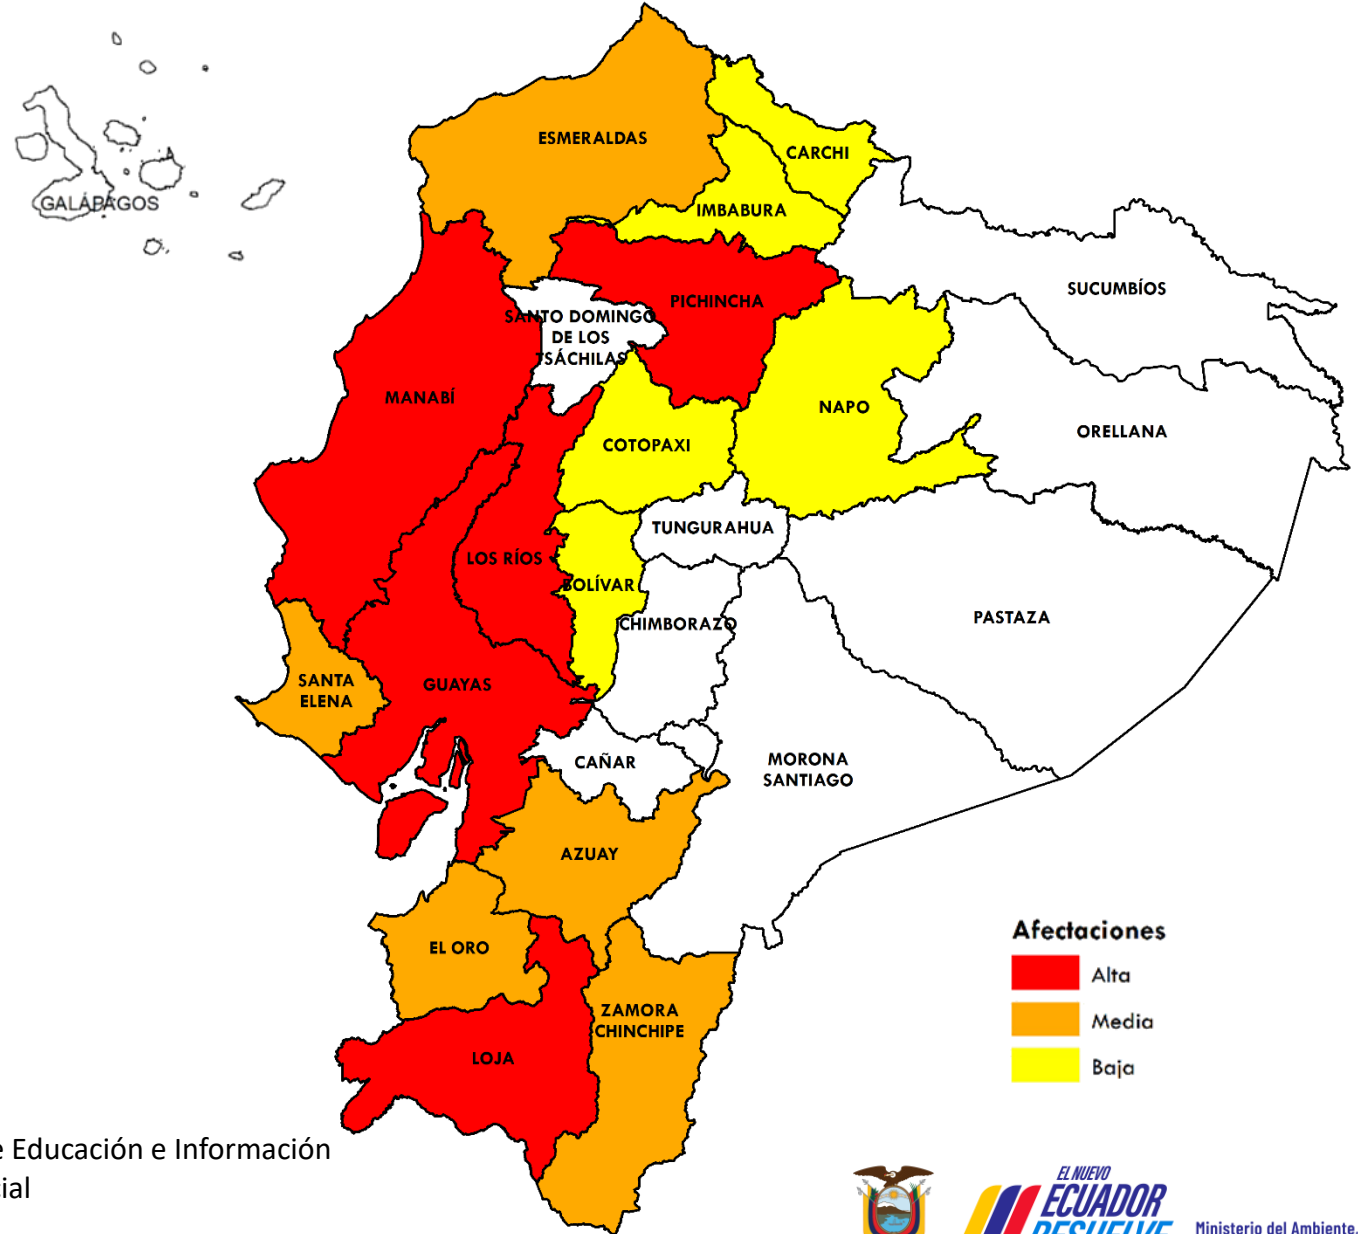 ESMERALDAS
CARCHI
GALÁPAGOS
IMBABURA
SUCUMBÍOS
PICHINCHA
SANTO DOMINGO
DE LOS
TSÁCHILAS
MANABÍ
NAPO
ORELLANA
COTOPAXI
TUNGURAHUA
LOS RÍOS
BOLÍVAR
CHIMBORAZO
PASTAZA
SANTA
ELENA
GUAYAS
CAÑAR
MORONA
SANTIAGO
AZUAY
EL ORO
ZAMORA
CHINCHIPE
LOJA
Afectaciones
Alta
Media
Baja
e Educación e Información
cial
EL NUEVO
ECUADOR
RESUELVE
Ministerio del Ambiente,